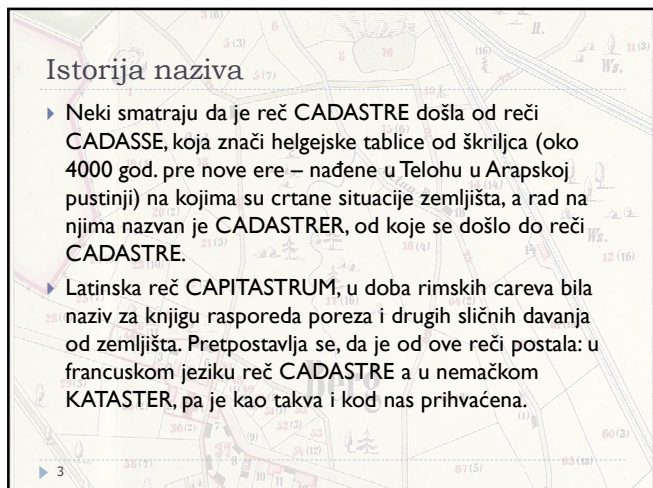 Istorija naziva
Neki smatraju da je reč CADASTRE došla od reči
CADASSE, koja znači helgejske tablice od škriljca (oko
4000 god. pre nove ere – nađene u Telohu u Arapskoj
pustinji) na kojima su crtane situacije zemljišta, a rad na
njima nazvan je CADASTRER, od koje se došlo do reči
CADASTRE.
Latinska reč CAPITASTRUM, u doba rimskih careva bila
naziv za knjigu rasporeda poreza i drugih sličnih davanja
od zemljišta. Pretpostavlja se, da je od ove reči postala: u
francuskom jeziku reč CADASTRE a u nemačkom
KATASTER, pa je kao takva i kod nas prihvaćena.
3